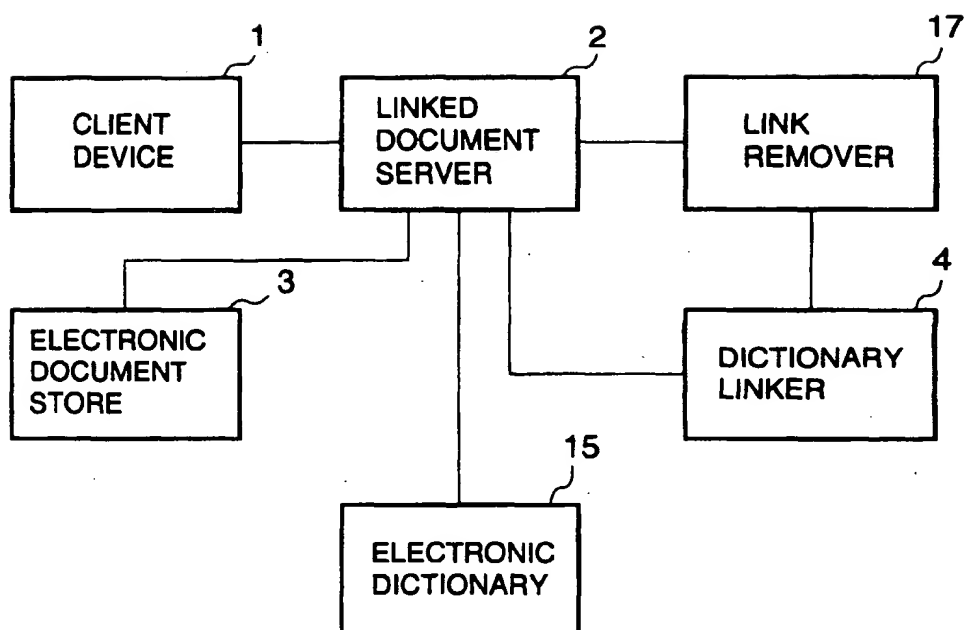 1
CLIENT
DEVICE
2
LINKED
DOCUMENT
SERVER
17
LINK
REMOVER
3
ELECTRONIC
DOCUMENT
STORE
4
DICTIONARY
LINKER
15
ELECTRONIC
DICTIONARY